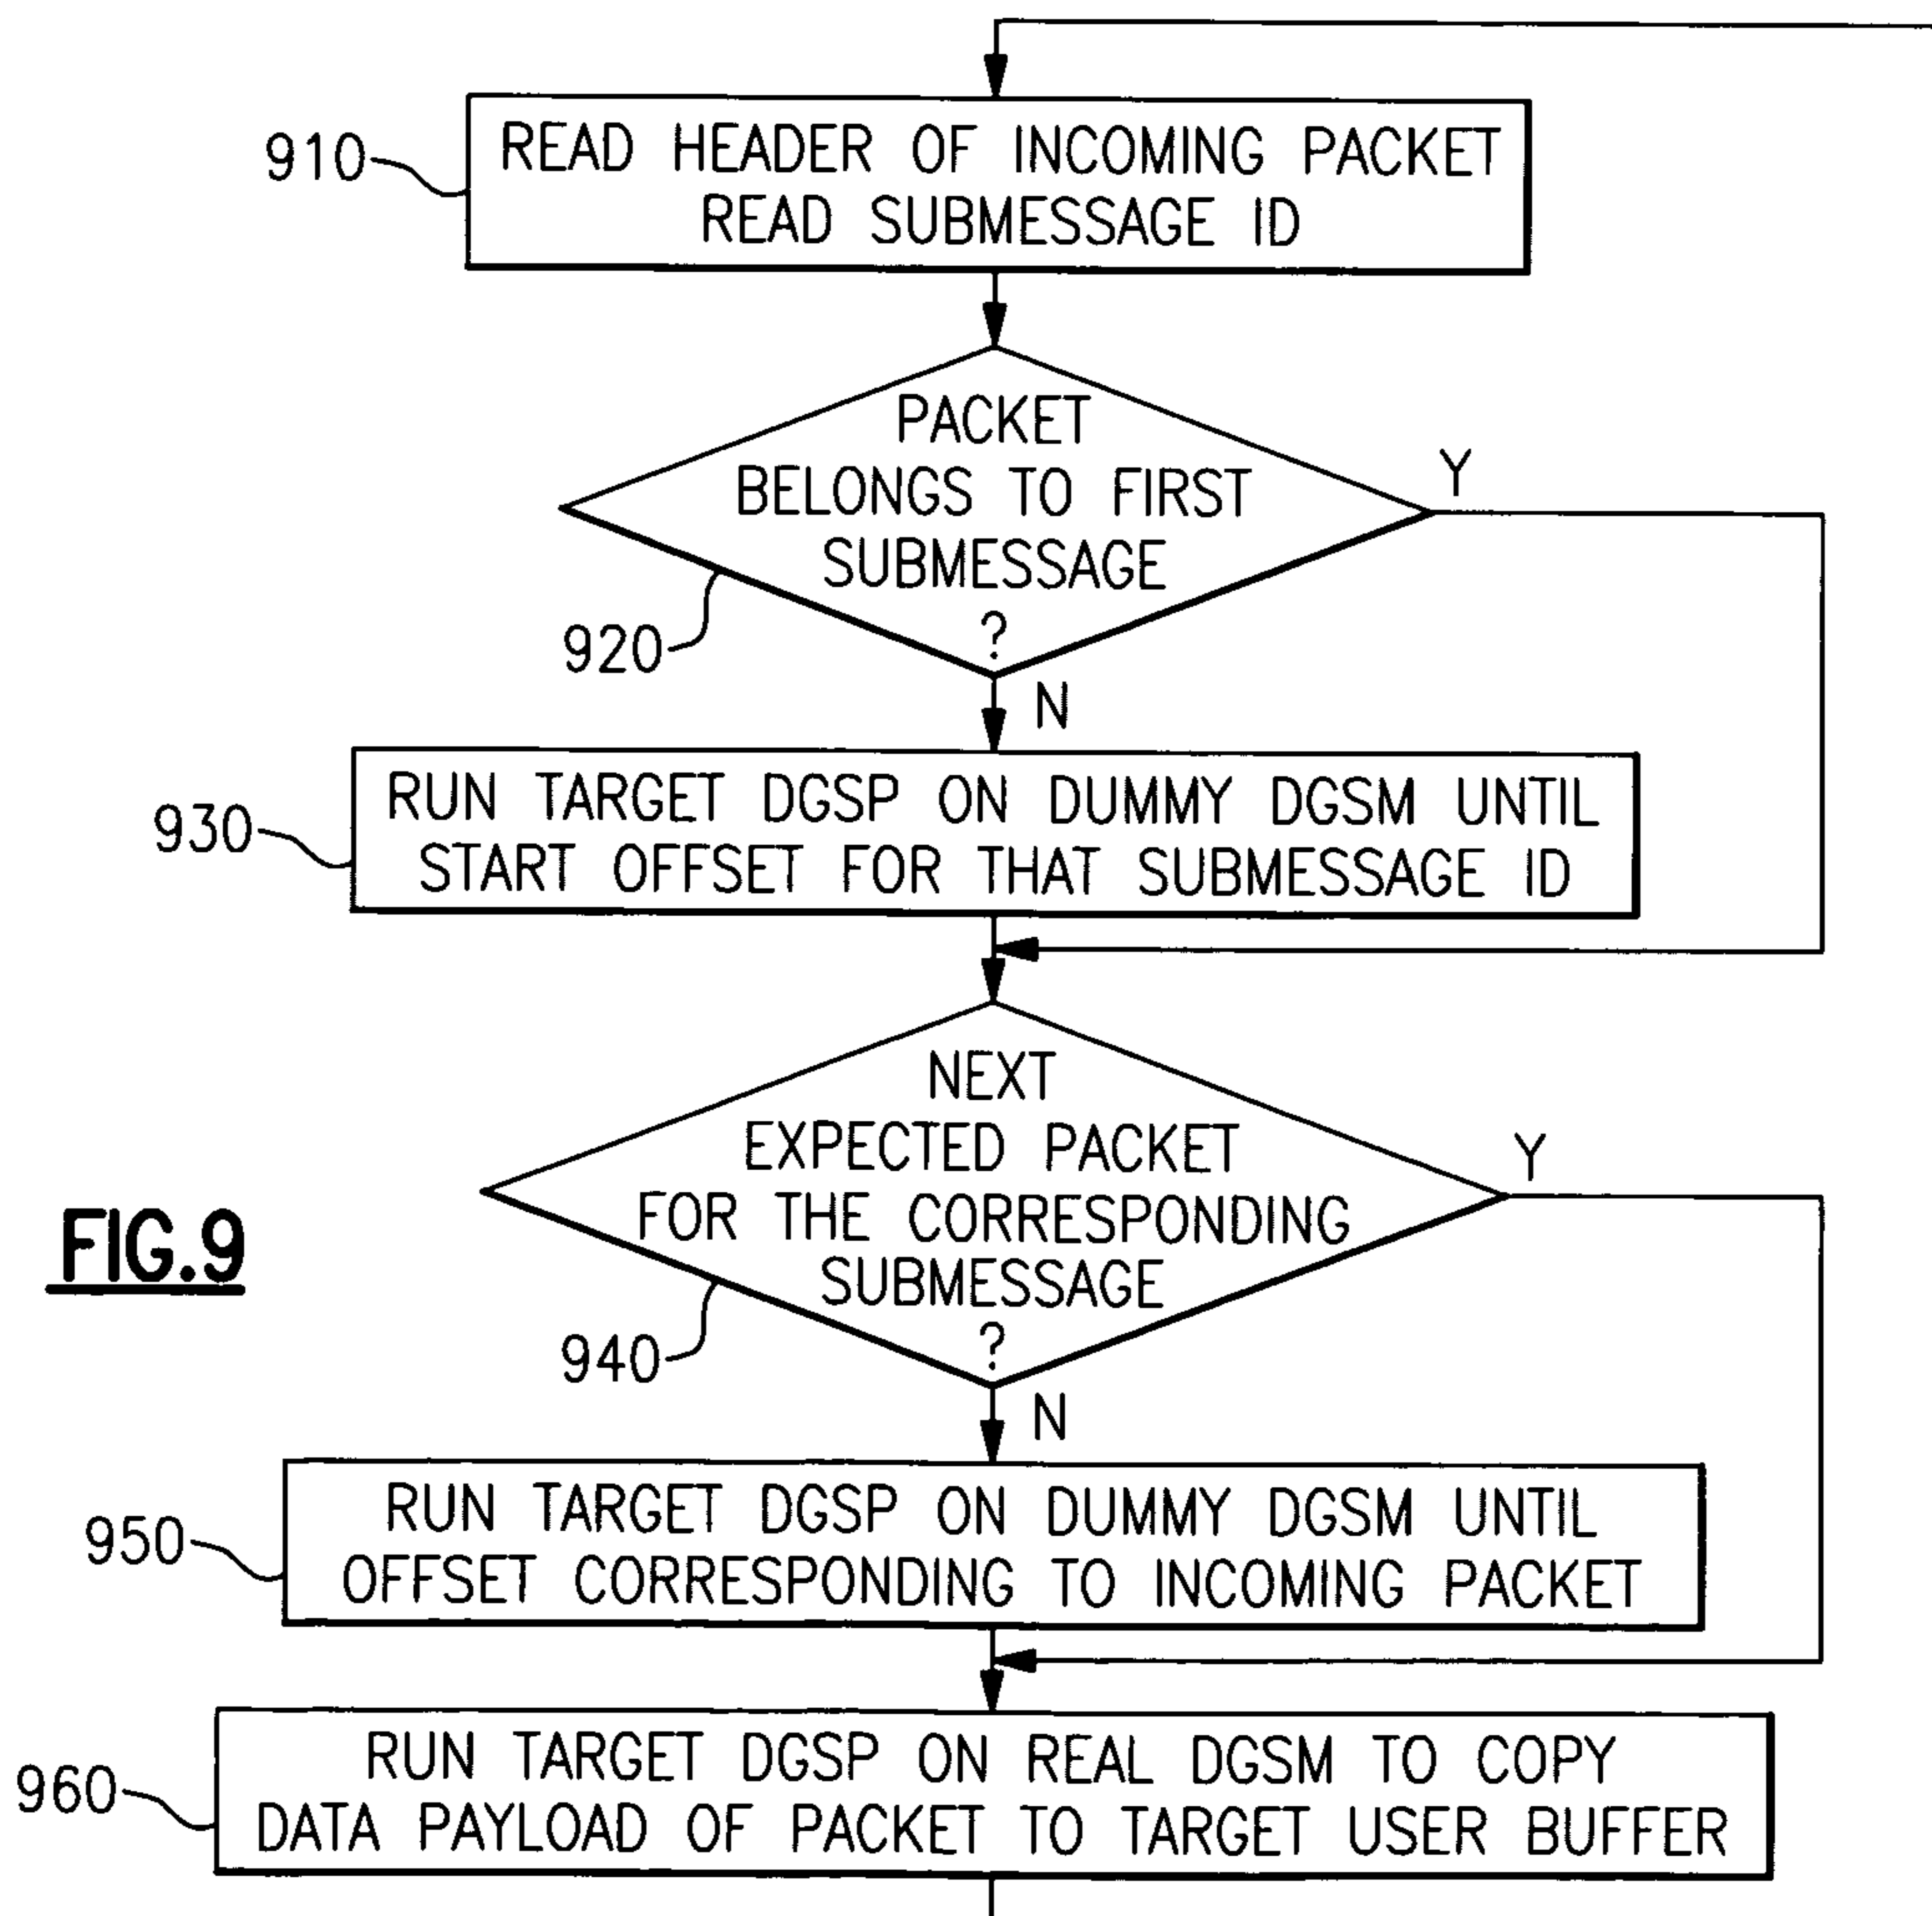 910
READ HEADER OF INCOMING PACKET
READ SUBMESSAGE ID
PACKET
BELONGS TO FIRST
SUBMESSAGE
?
Y
920
N
930
RUN TARGET DGSP ON DUMMY DGSM UNTIL
START OFFSET FOR THAT SUBMESSAGE ID
NEXT
EXPECTED PACKET
FOR THE CORRESPONDING
SUBMESSAGE
?
Y
FIG.9
940
N
950
RUN TARGET DGSP ON DUMMY DGSM UNTIL
OFFSET CORRESPONDING TO INCOMING PACKET
960
RUN TARGET DGSP ON REAL DGSM TO COPY
DATA PAYLOAD OF PACKET TO TARGET USER BUFFER